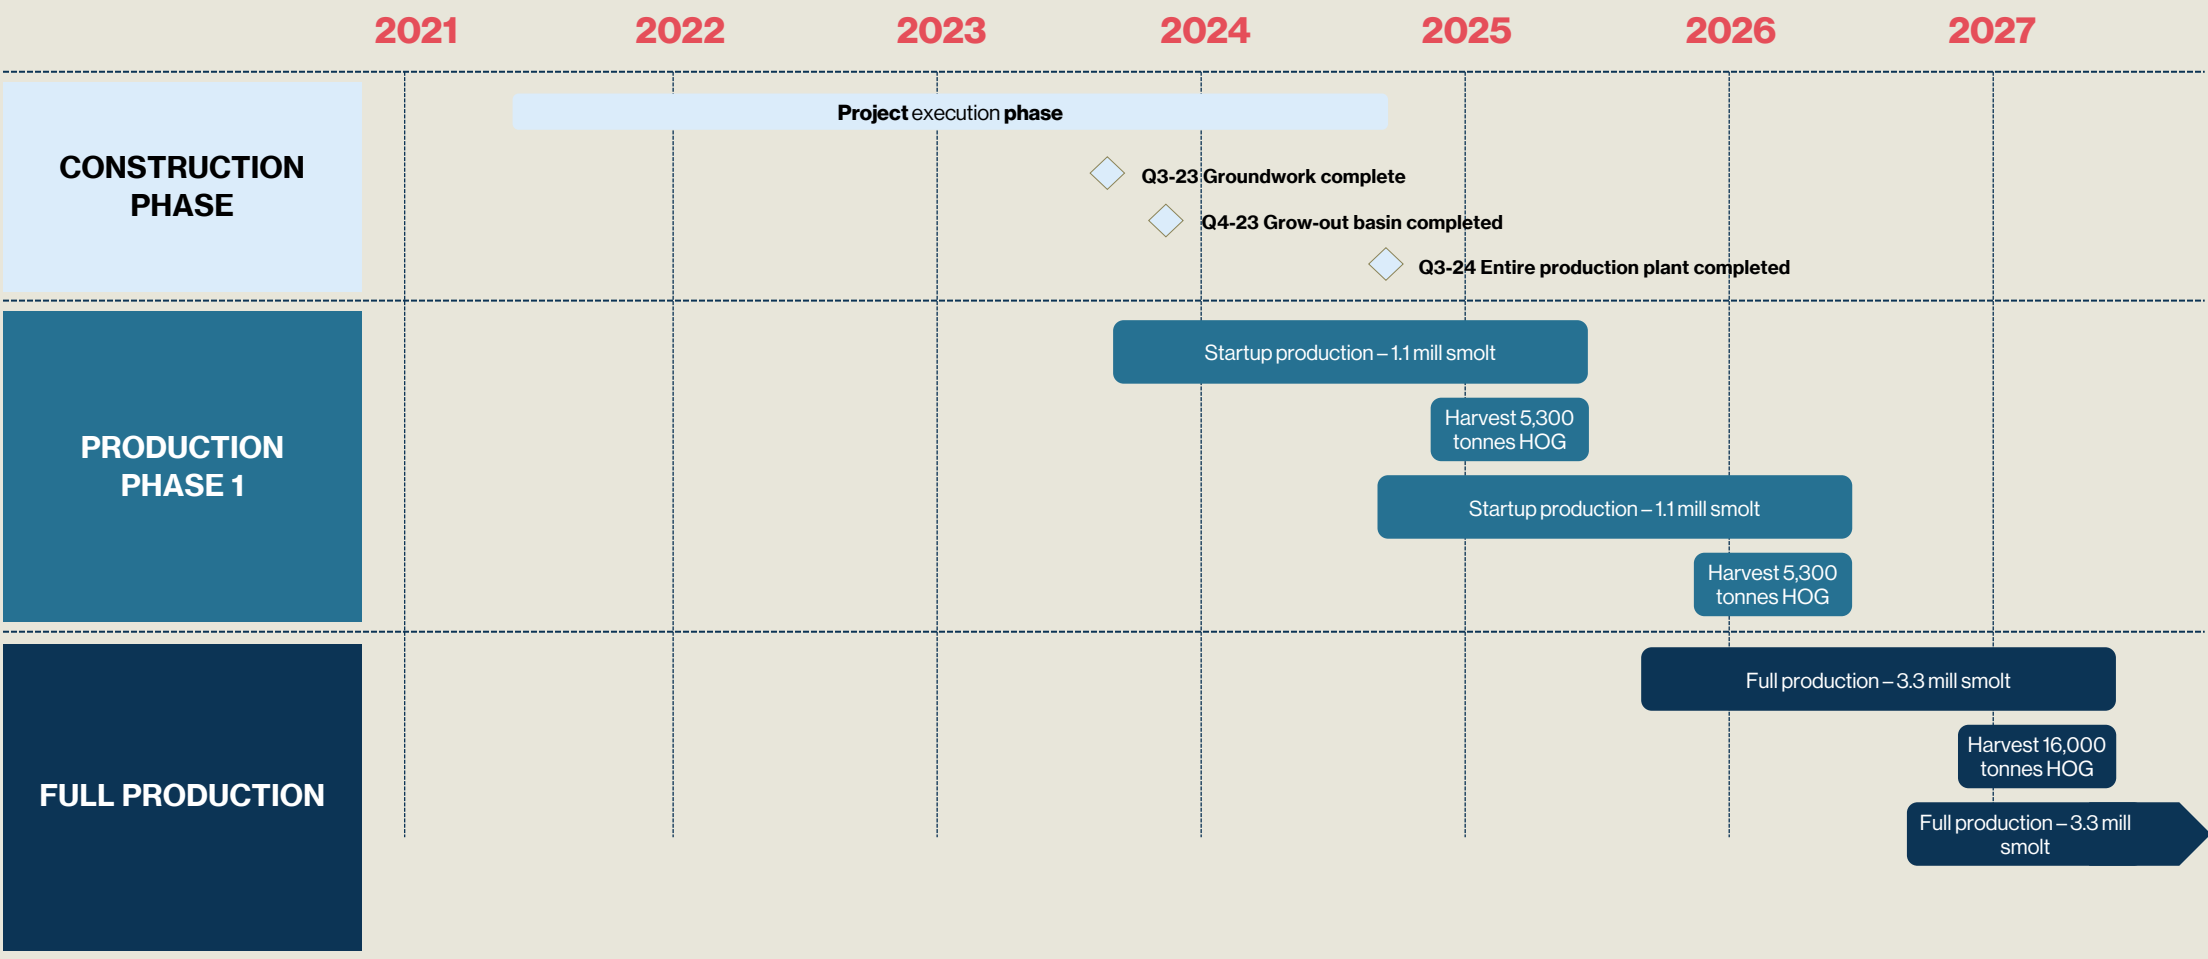 2021 2022 2023 2024 2025 2026 2027
CONSTRUCTION
PHASE
Project execution phase
Q3-23 Groundwork complete
Q4-23 Grow-out basin completed
Q3-24 Entire production plant completed
PRODUCTION
PHASE 1
Startup production – 1.1 mill smolt
Harvest 5,300
tonnes HOG
Startup production – 1.1 mill smolt
Harvest 5,300
tonnes HOG
FULL PRODUCTION
Full production – 3.3 mill smolt
Harvest 16,000
tonnes HOG
Full production – 3.3 mill
smolt